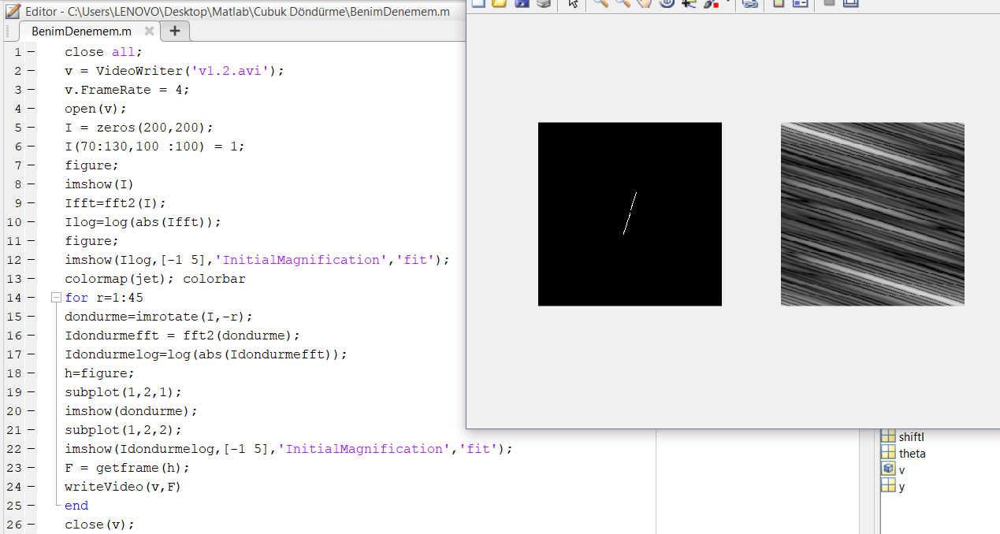 Editor - C:\Users\LENOVO\Desktop\Matlab\Cubuk Döndürme\BenimDenemem.m
BenimDenemem.m
1 close all;
2 v = VideoWriter('v1.2.avi');
3 v.FrameRate = 4;
4 open(v);
5 I = zeros(200,200);
6 I(70:130,100 :100) = 1;
7 figure;
8 imshow(I)
9 Ifft=fft2(I);
10 Ilog=log(abs(Ifft));
11 figure;
12 imshow(Ilog,[-1 5],'InitialMagnification','fit');
13 colormap(jet); colorbar
14 for r=1:45
15 dondurme=imrotate(I,-r);
16 Idondurmefft = fft2(dondurme);
17 Idondurmelog=log(abs(Idondurmefft));
18 h=figure;
19 subplot(1,2,1);
20 imshow(dondurme);
21 subplot(1,2,2);
22 imshow(Idondurmelog,[-1 5],'InitialMagnification','fit');
23 F = getframe(h);
24 writeVideo(v,F)
25 end
26 close(v);
shiftl
theta
v
y